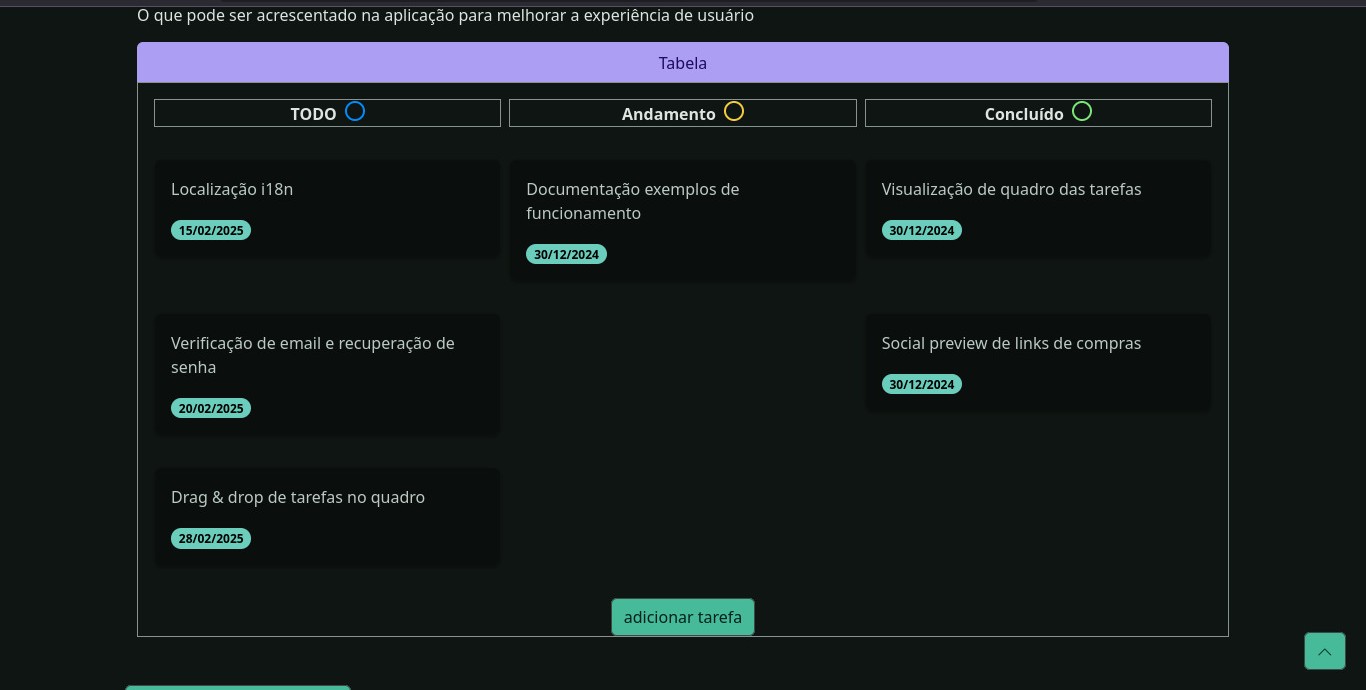 O que pode ser acrescentado na aplicação para melhorar a experiência de usuário
Tabela
TODO
Andamento
Concluído
Localização i18n
15/02/2025
Documentação exemplos de
funcionamento
30/12/2024
Visualização de quadro das tarefas
30/12/2024
Verificação de email e recuperação de
senha
20/02/2025
Social preview de links de compras
30/12/2024
Drag & drop de tarefas no quadro
28/02/2025
adicionar tarefa